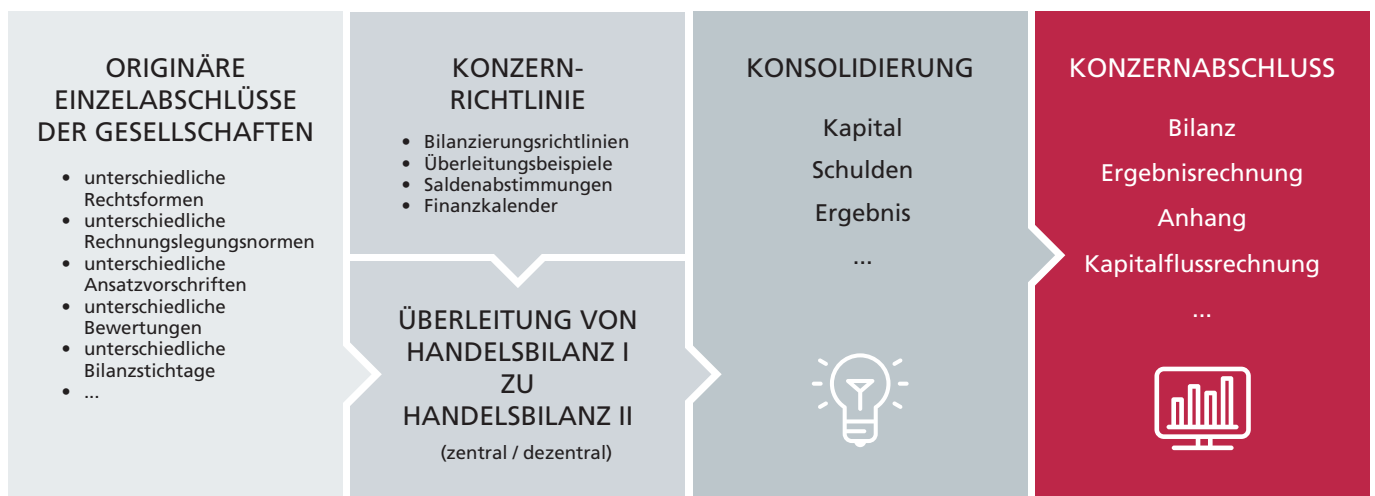 ORIGINÄRE
EINZELABSCHLÜSSE
DER GESELLSCHAFTEN
• unterschiedliche
Rechtsformen
• unterschiedliche
Rechnungslegungsnormen
• unterschiedliche
Ansatzvorschriften
• unterschiedliche
Bewertungen
• unterschiedliche
Bilanzstichtage
• ...
KONZERN-
RICHTLINIE
• Bilanzierungsrichtlinien
• Überleitungsbeispiele
• Saldenabstimmungen
• Finanzkalender
ÜBERLEITUNG VON
HANDELSBILANZ I
ZU
HANDELSBILANZ II
(zentral / dezentral)
KONSOLIDIERUNG
Kapital
Schulden
Ergebnis
...
KONZERNABSCHLUSS
Bilanz
Ergebnisrechnung
Anhang
Kapitalflussrechnung
...